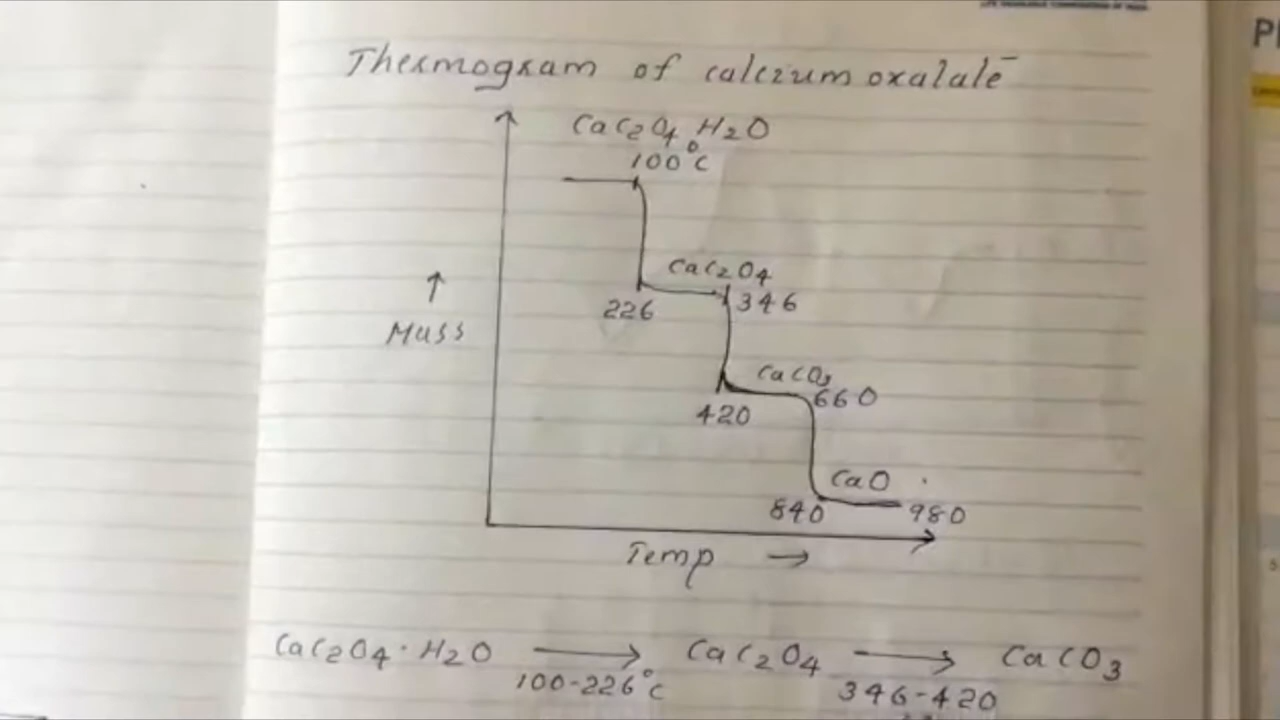 Thermogram of calcium oxalate
CaC2O4 H2O
100°C
CaC2O4
226
346
Mass
CaCO3
660
420
CaO
840
980
Temp
CaC2O4·H2O → CaC2O4 → CaCO3
100-226°C 346-420